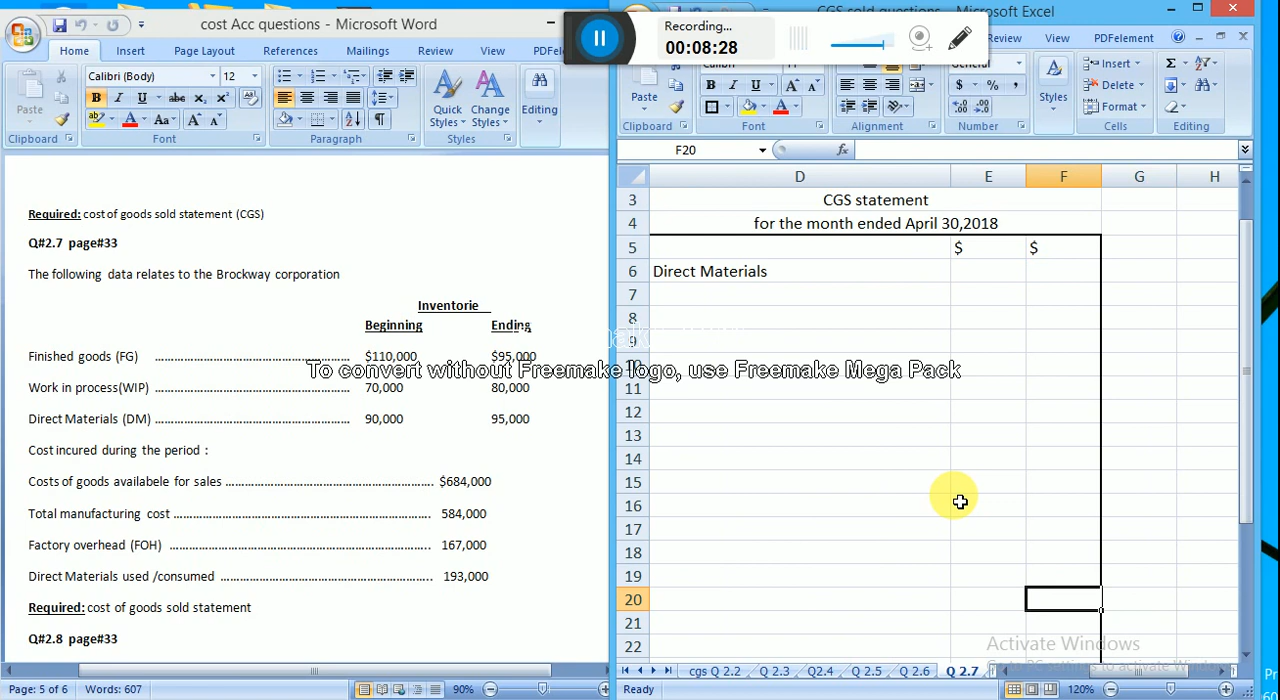 cost Acc questions - Microsoft Word
Recording...
00:08:28
CGS sold questions - Microsoft Excel
Home Insert Page Layout References Mailings Review View PDFel
Review View PDFelement
Calibri (Body) 12
Paste
Clipboard
Font
Paragraph
Quick Styles
Change Styles
Styles
Editing
Paste
Clipboard
Font
Alignment
General
Number
Styles
Insert
Delete
Format
Cells
Editing
F20
fx
D E F G H
Required: cost of goods sold statement (CGS)
Q#2.7 page#33
The following data relates to the Brockway corporation
Inventorie
Beginning Ending
Finished goods (FG) $110,000 $95,000
Work in process(WIP) 70,000 80,000
Direct Materials (DM) 90,000 95,000
Cost incured during the period :
Costs of goods availabele for sales $684,000
Total manufacturing cost 584,000
Factory overhead (FOH) 167,000
Direct Materials used /consumed 193,000
Required: cost of goods sold statement
Q#2.8 page#33
3 CGS statement
4 for the month ended April 30,2018
5 $ $
6 Direct Materials
7
8
9
10
11
12
13
14
15
16
17
18
19
20
21
22
To convert without Freemake logo, use Freemake Mega Pack
Activate Windows
cgs Q 2.2 Q 2.3 Q2.4 Q 2.5 Q 2.6 Q 2.7
Page: 5 of 6 Words: 607 90%
Ready 120%